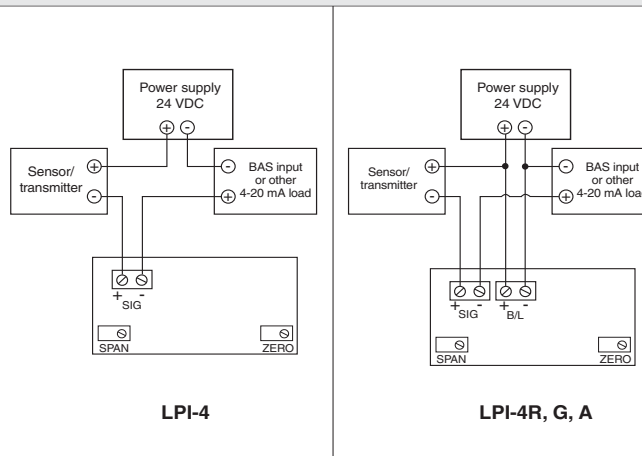 Power supply
24 VDC
+ -
Sensor/
transmitter
+
-
-
+
BAS input
or other
4-20 mA load
+ -
SIG
SPAN
ZERO
LPI-4
Power supply
24 VDC
+ -
Sensor/
transmitter
+
-
-
+
BAS input
or other
4-20 mA loa
+ - + -
SIG B/L
SPAN
ZERO
LPI-4R, G, A